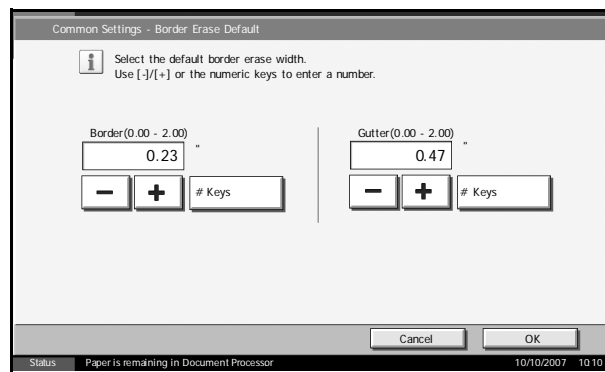 Common Settings - Border Erase Default
Select the default border erase width.
Use [-]/[+] or the numeric keys to enter a number.
Border(0.00 - 2.00)
0.23 "
− +
# Keys
Gutter(0.00 - 2.00)
0.47 "
− +
# Keys
Cancel
OK
Status Paper is remaining in Document Processor 10/10/2007 10:10